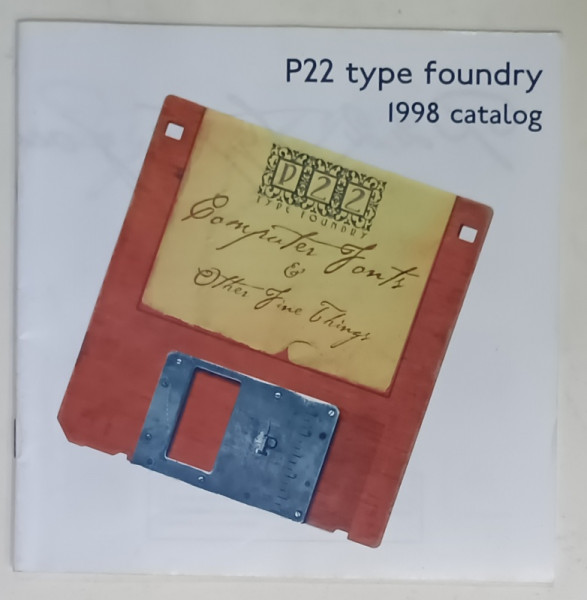 P22 type foundry
1998 catalog
P22
TYPE FOUNDRY
Computer Fonts
&
Other Fine Things